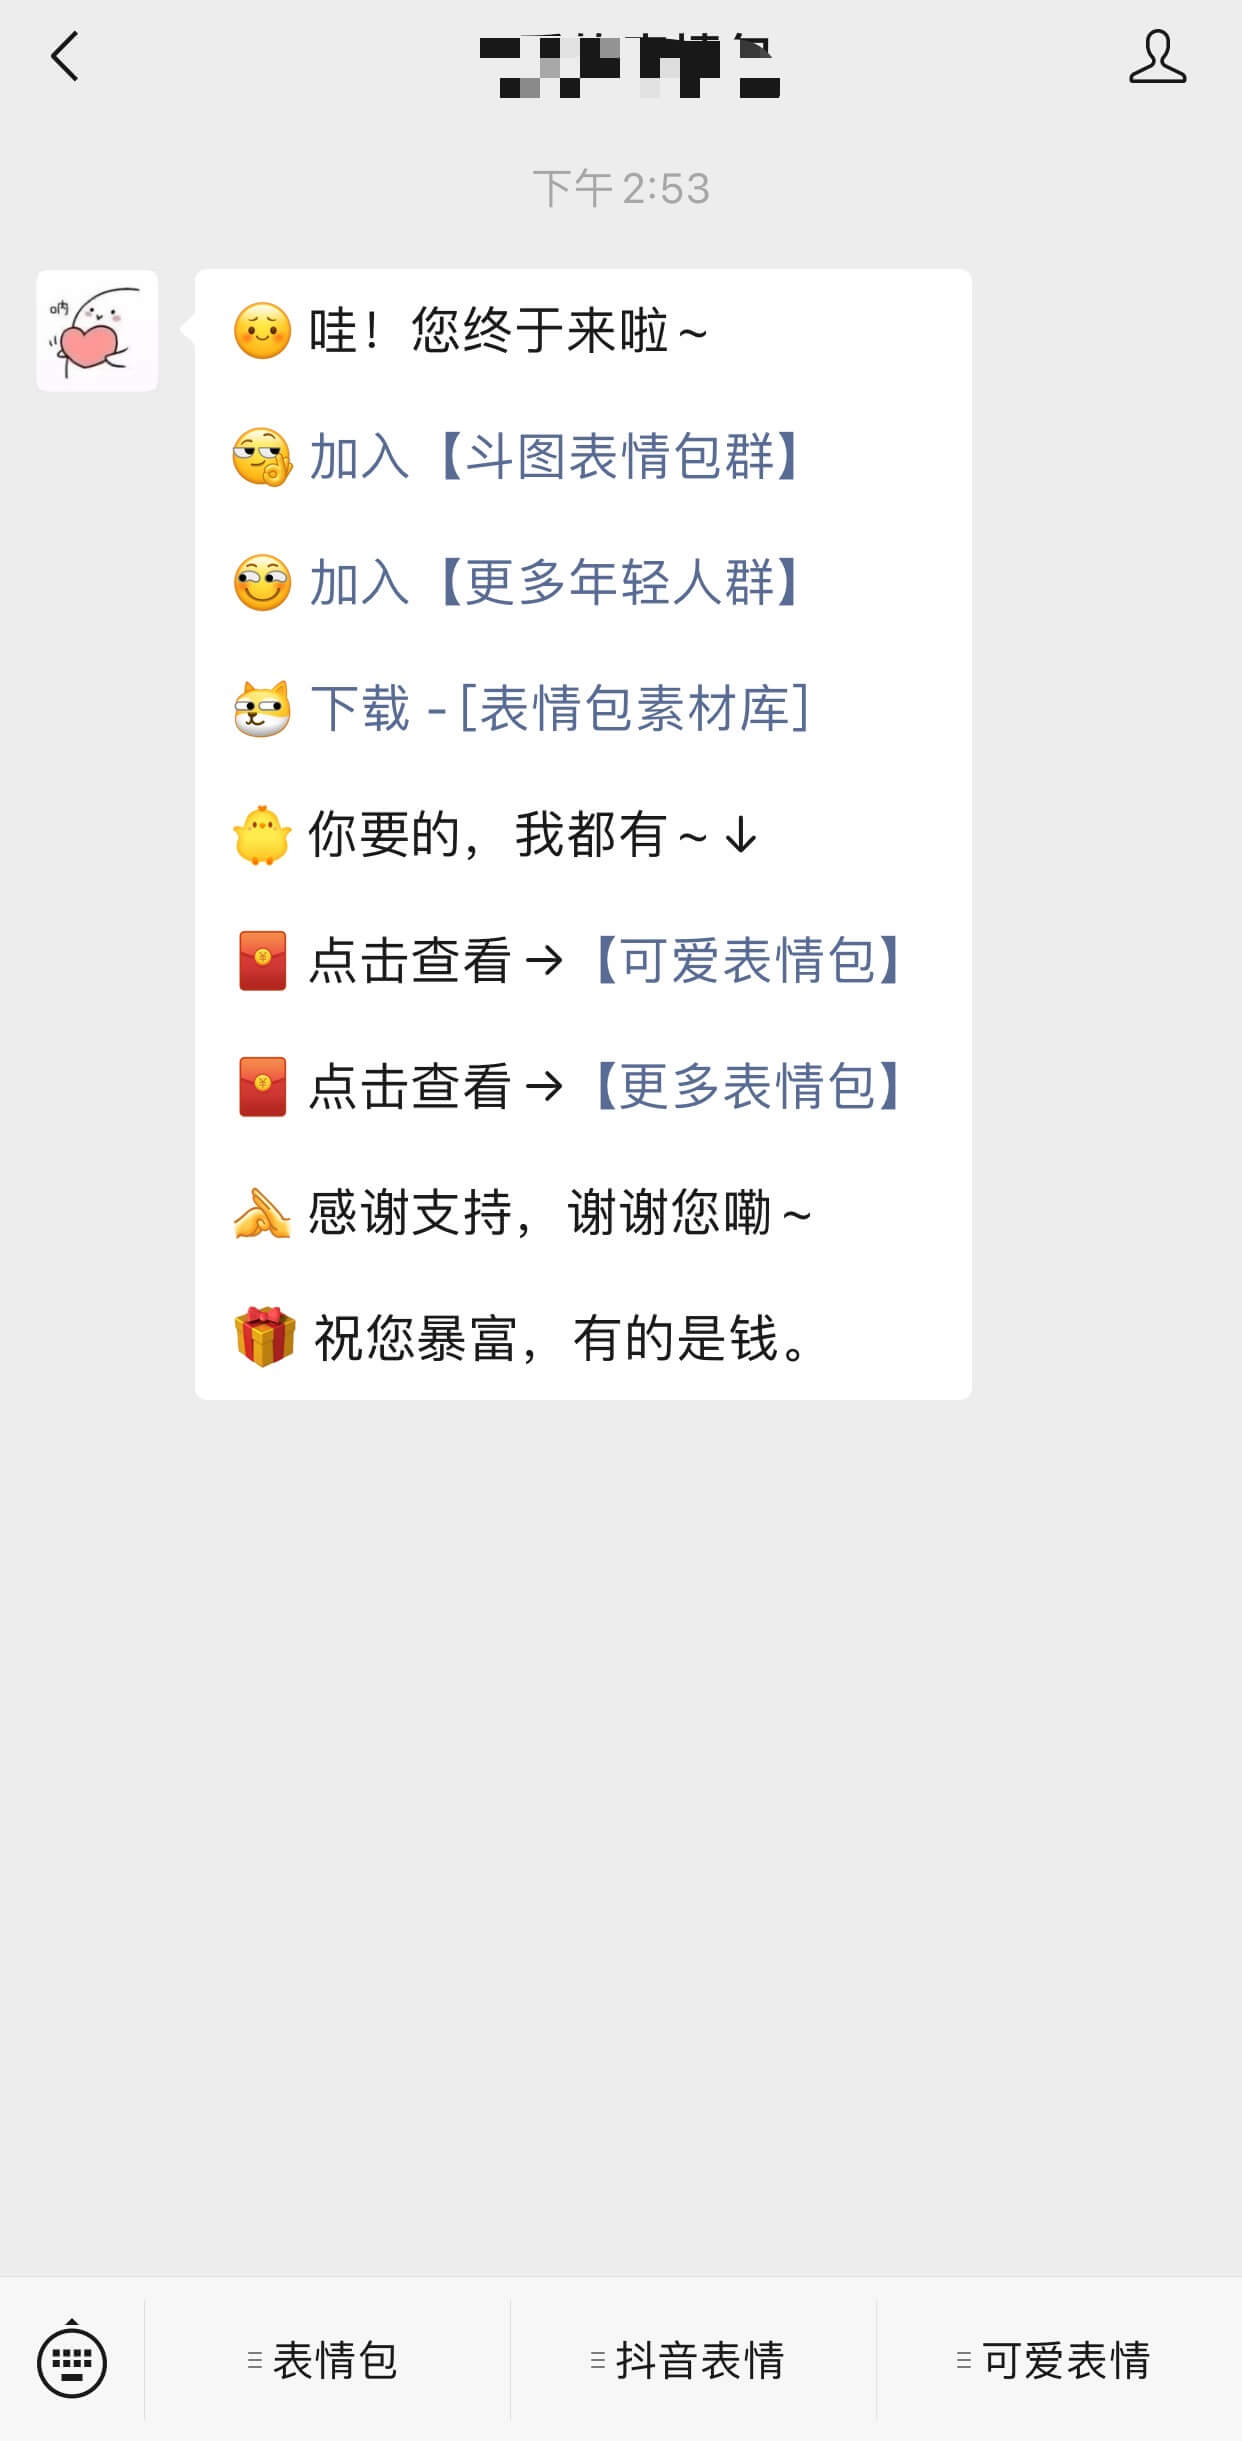 下午 2:53
呐
哇！您终于来啦~
加入【斗图表情包群】
加入【更多年轻人群】
下载 -[表情包素材库]
你要的，我都有~↓
点击查看→【可爱表情包】
点击查看→【更多表情包】
感谢支持，谢谢您嘞~
祝您暴富，有的是钱。
表情包
抖音表情
可爱表情